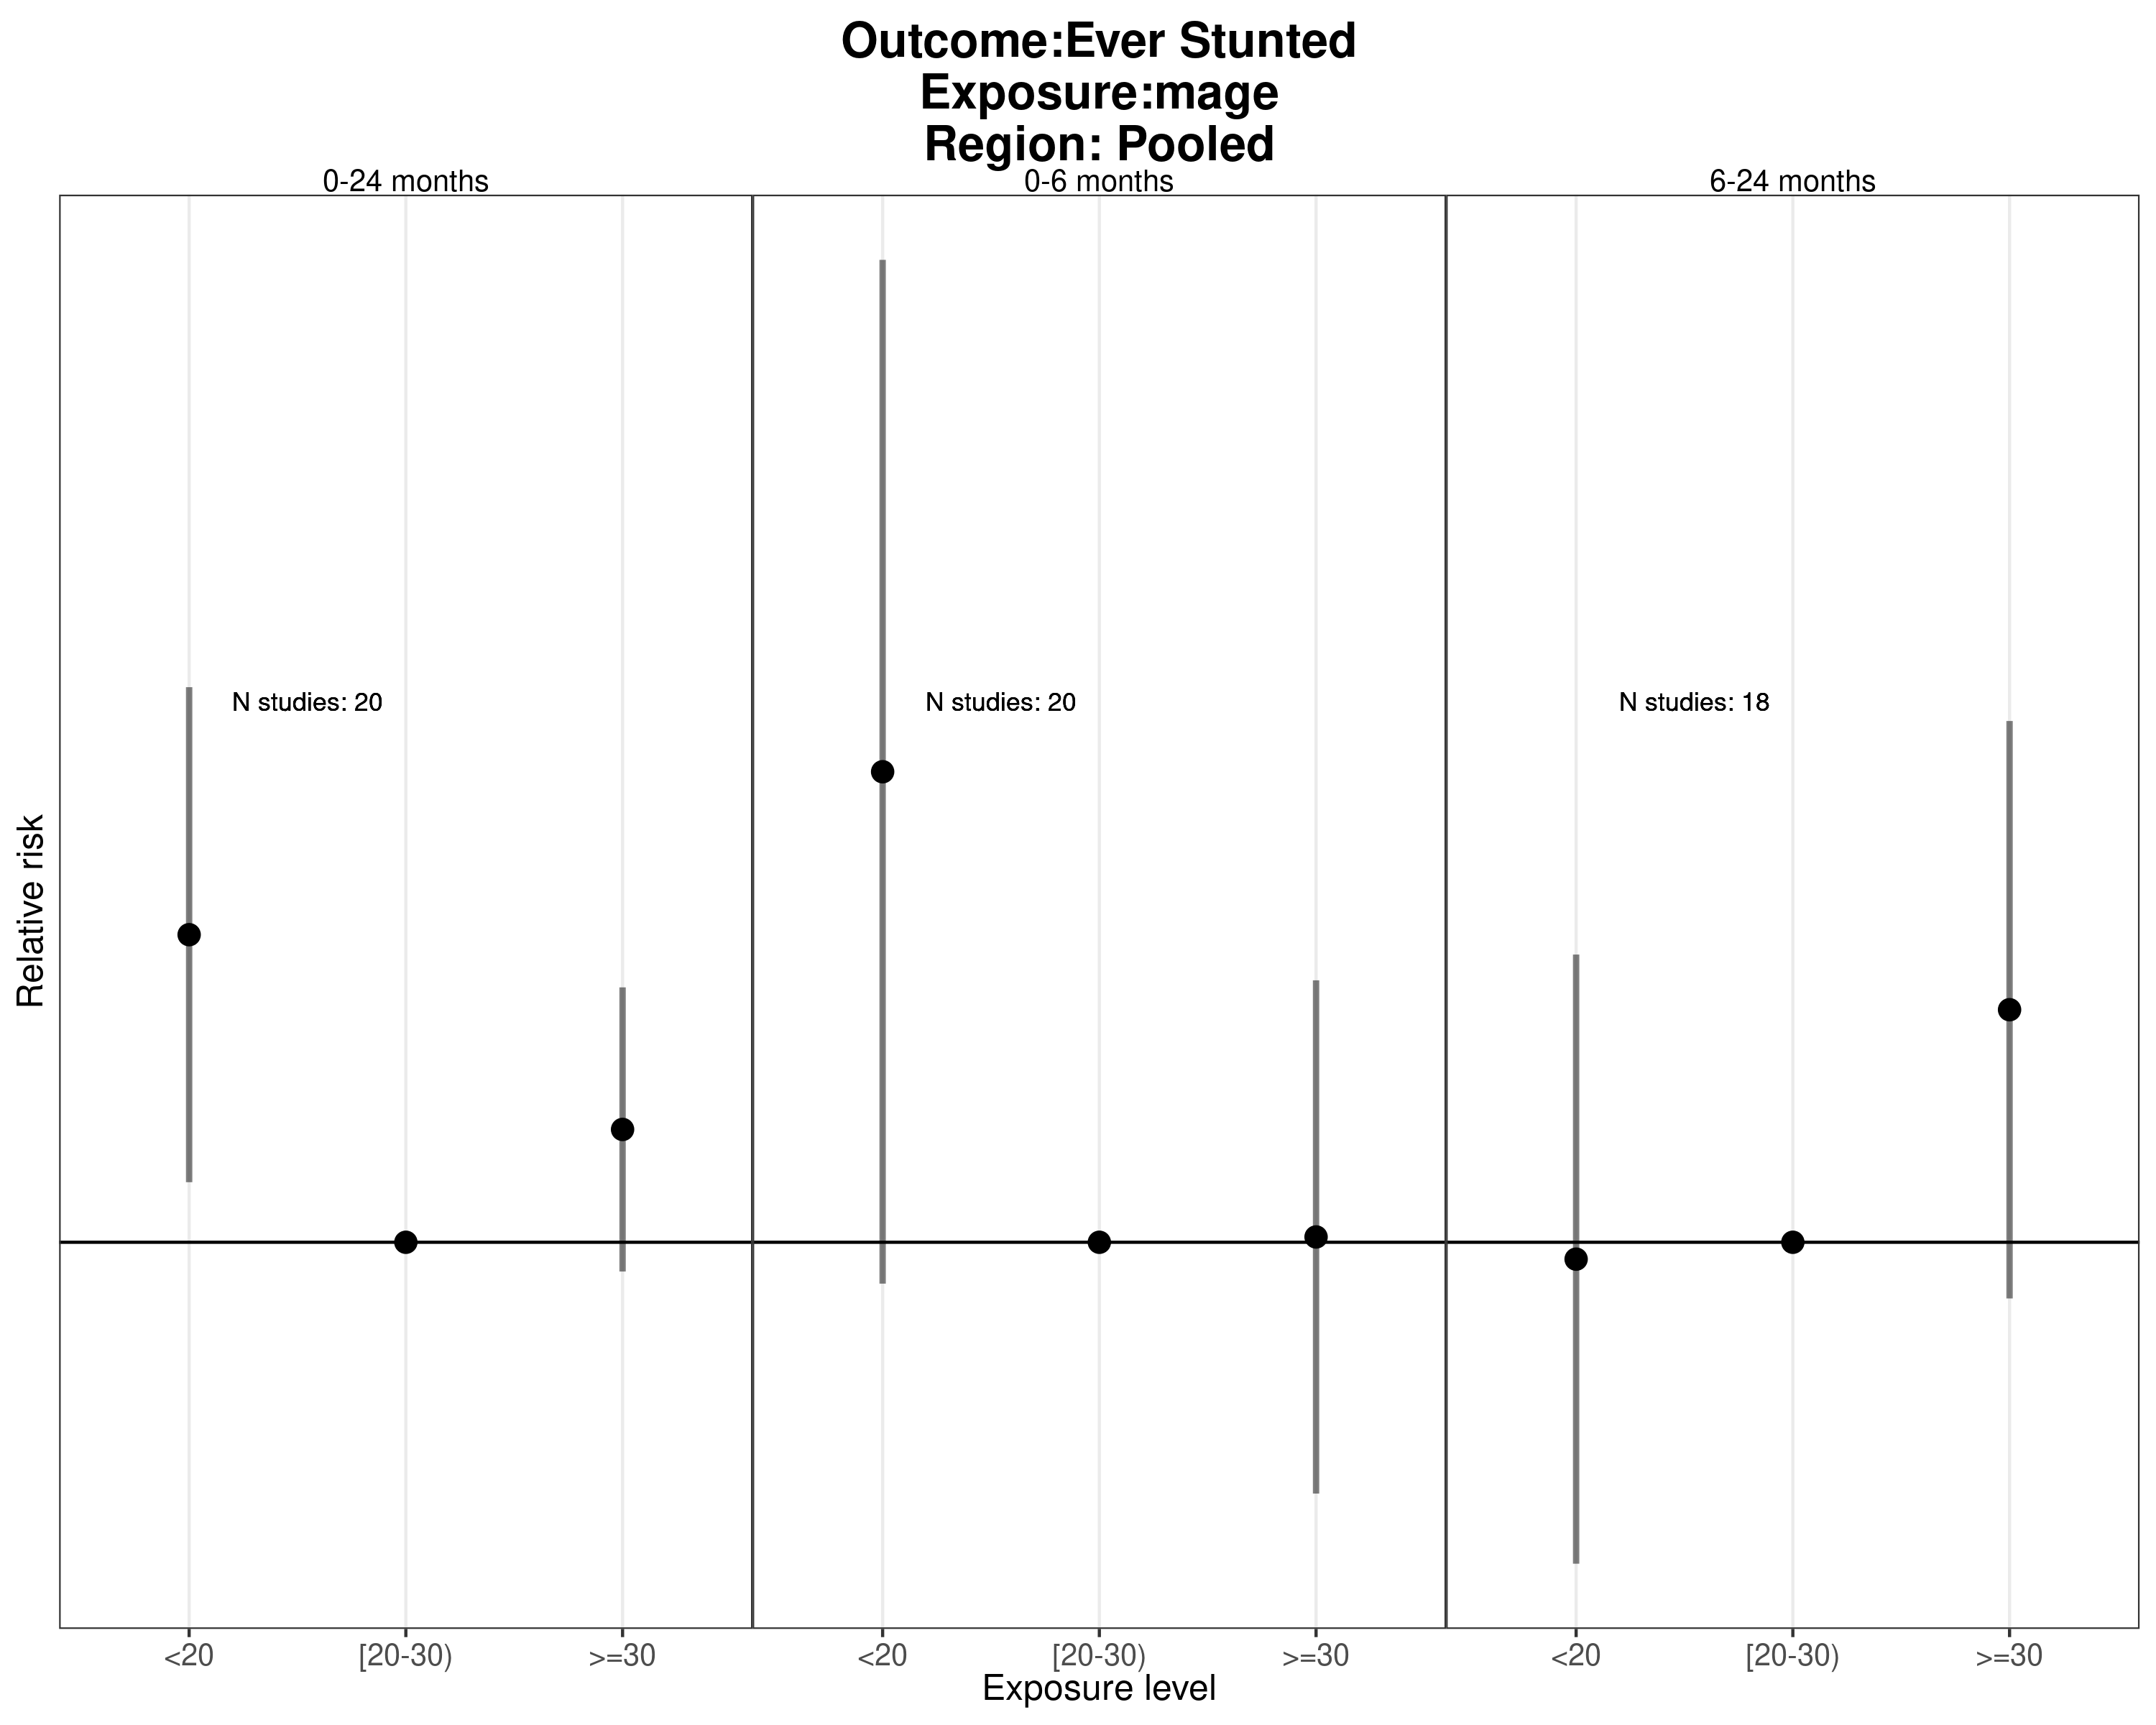 Outcome:Ever Stunted
Exposure:mage
Region: Pooled
0-24 months
0-6 months
6-24 months
N studies: 20
N studies: 20
N studies: 18
Relative risk
<20
[20-30)
>=30
<20
[20-30)
>=30
<20
[20-30)
>=30
Exposure level